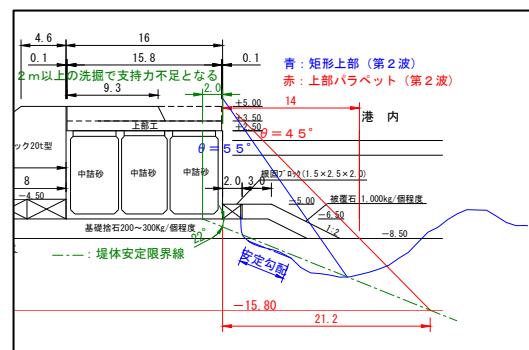 4.6
16
0.1
15.8
0.1
青：矩形上部（第２波）
赤：上部パラペット（第２波）
2m以上の洗掘で支持力不足となる
9.3
2.0
14
+5.00
+3.50
+2.50
港 内
上部工
θ＝45°
θ＝55°
ック20t型
中詰砂
中詰砂
中詰砂
根固ブロック(1.5×2.5×2.0)
8
2.0
3.0
被覆石 1,000kg/個程度
-4.50
-5.00
-6.50
基礎捨石200～300Kg/個程度
1:2
-8.50
22°
安定勾配
―・―：堤体安定限界線
-15.80
21.2